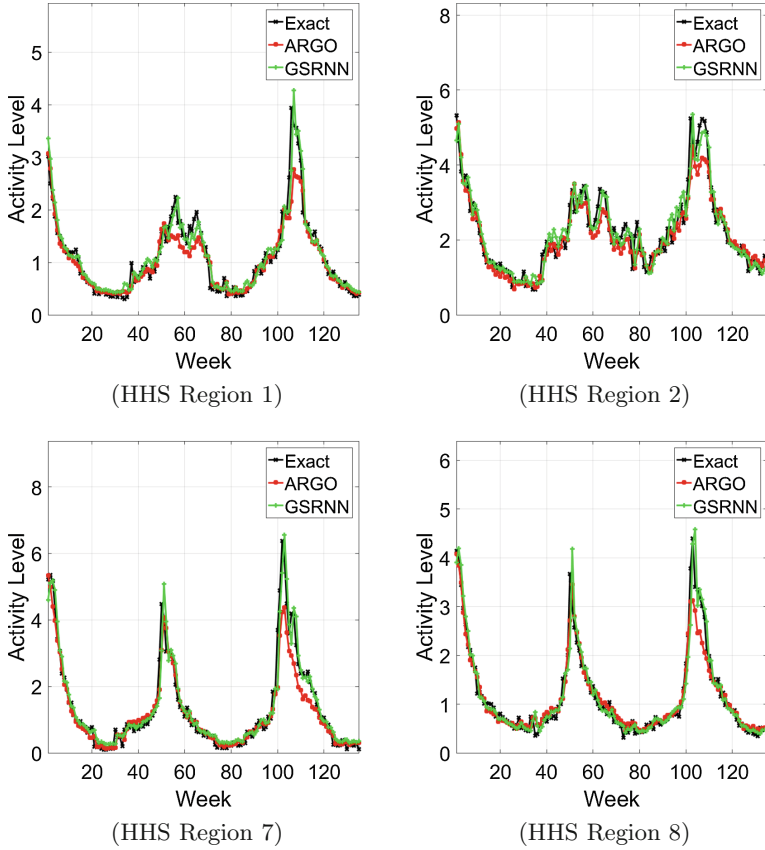 Exact
ARGO
GSRNN
Activity Level
5
4
3
2
1
0
20 40 60 80 100 120
Week
(HHS Region 1)
Exact
ARGO
GSRNN
Activity Level
8
6
4
2
0
20 40 60 80 100 120
Week
(HHS Region 2)
Exact
ARGO
GSRNN
Activity Level
8
6
4
2
0
20 40 60 80 100 120
Week
(HHS Region 7)
Exact
ARGO
GSRNN
Activity Level
6
5
4
3
2
1
0
20 40 60 80 100 120
Week
(HHS Region 8)